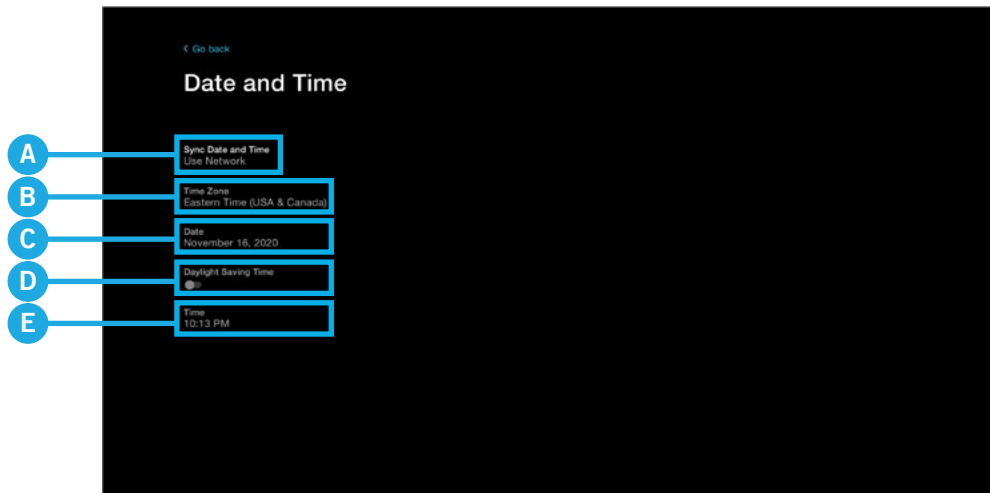 < Go back
Date and Time
A
Sync Date and Time
Use Network
B
Time Zone
Eastern Time (USA & Canada)
C
Date
November 16, 2020
D
Daylight Saving Time
E
Time
10:13 PM